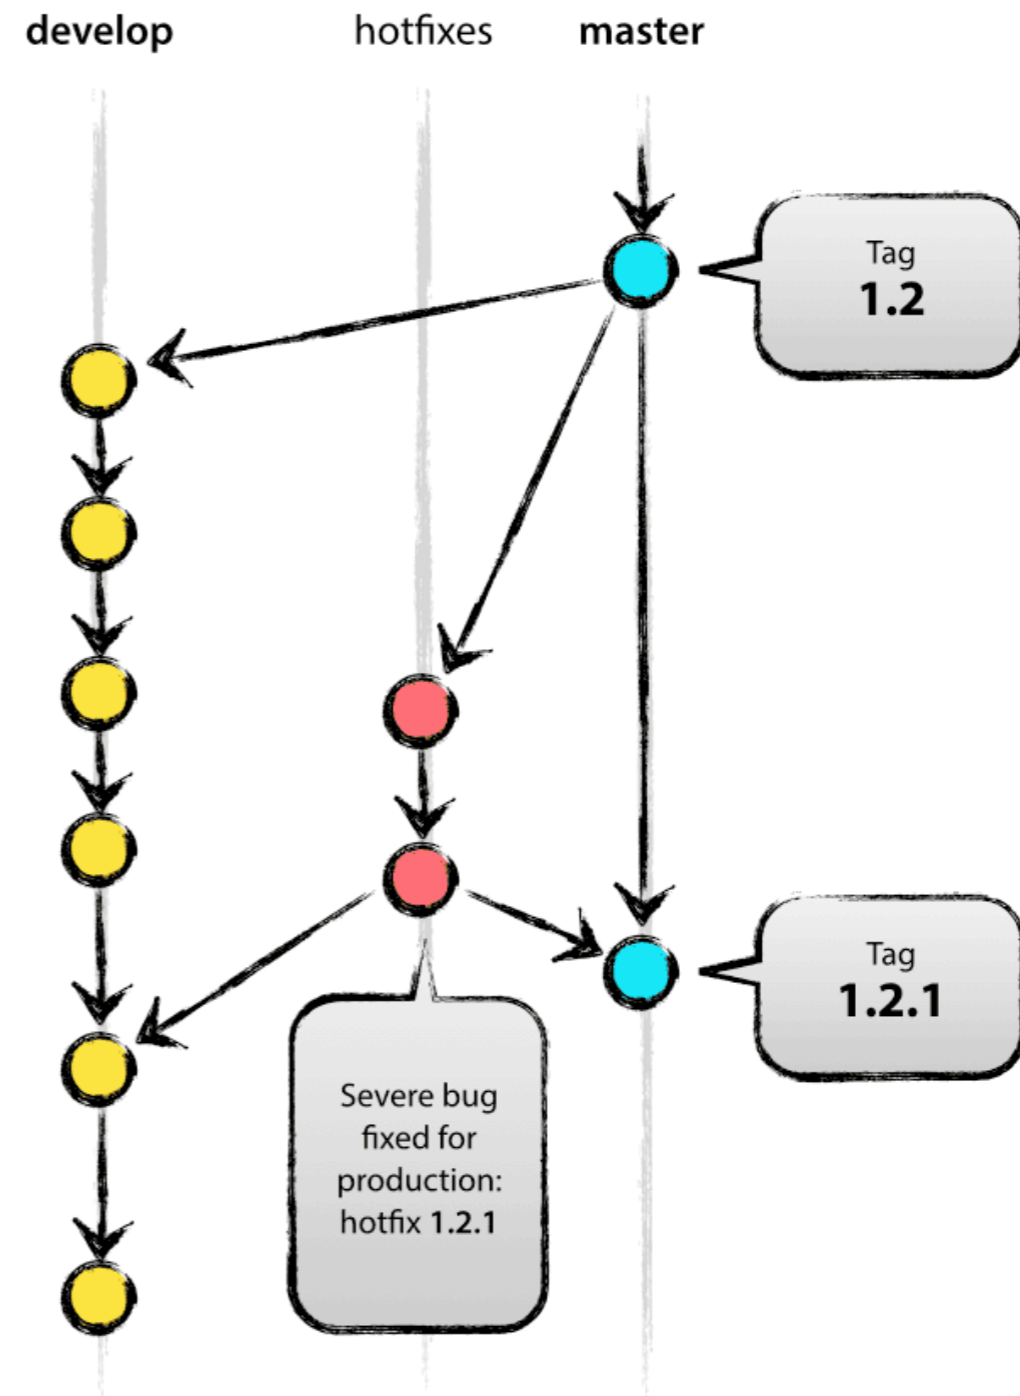 develop
hotfixes
master
Tag
1.2
Tag
1.2.1
Severe bug
fixed for
production:
hotfix 1.2.1